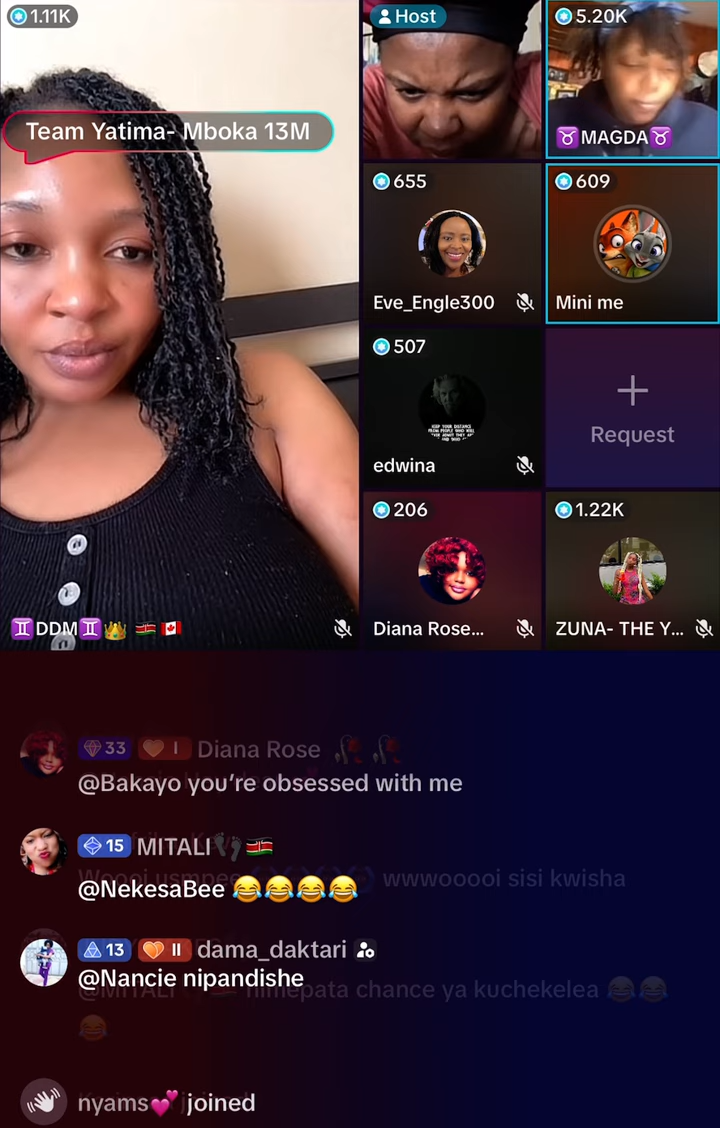 1.11K
Host
5.20K
Team Yatima- Mboka 13M
♉MAGDA♉
655
609
Eve_Engle300
Mini me
507
Request
edwina
206
1.22K
♊DDM♊👑 🇰🇪🇨🇦
Diana Rose...
ZUNA- THE Y...
33 I Diana Rose 🥀🥀
@Bakayo you're obsessed with me
15 MITALI👣🇰🇪
wwwooooi sisi kwisha
@NekesaBee 😂😂😂😂
13 II dama_daktari
@Nancie nipandishe
nimepata chance ya kuchekelea 😂😂
😂
nyams💕 joined